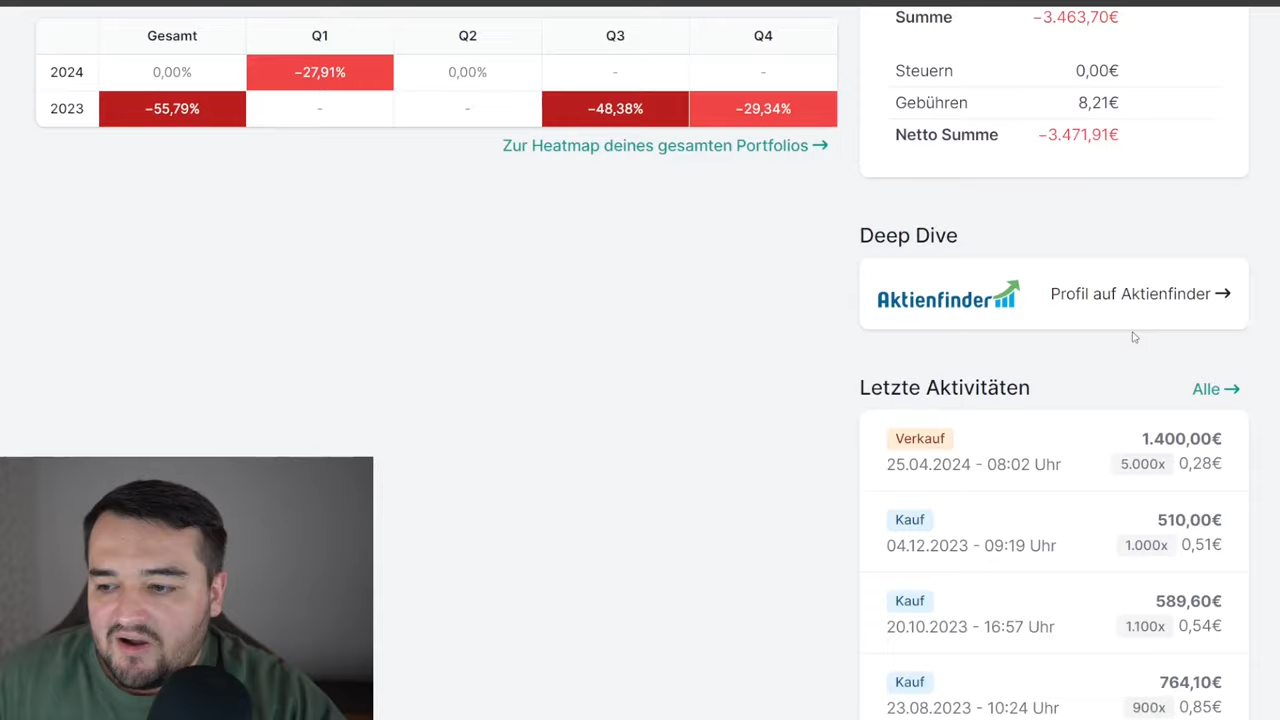 Gesamt Q1 Q2 Q3 Q4
2024 0,00% −27,91% 0,00% - -
2023 −55,79% - - −48,38% −29,34%
Zur Heatmap deines gesamten Portfolios →
Summe −3.463,70€
Steuern 0,00€
Gebühren 8,21€
Netto Summe −3.471,91€
Deep Dive
Aktienfinder Profil auf Aktienfinder →
Letzte Aktivitäten Alle →
Verkauf 1.400,00€
25.04.2024 - 08:02 Uhr 5.000x 0,28€
Kauf 510,00€
04.12.2023 - 09:19 Uhr 1.000x 0,51€
Kauf 589,60€
20.10.2023 - 16:57 Uhr 1.100x 0,54€
Kauf 764,10€
23.08.2023 - 10:24 Uhr 900x 0,85€